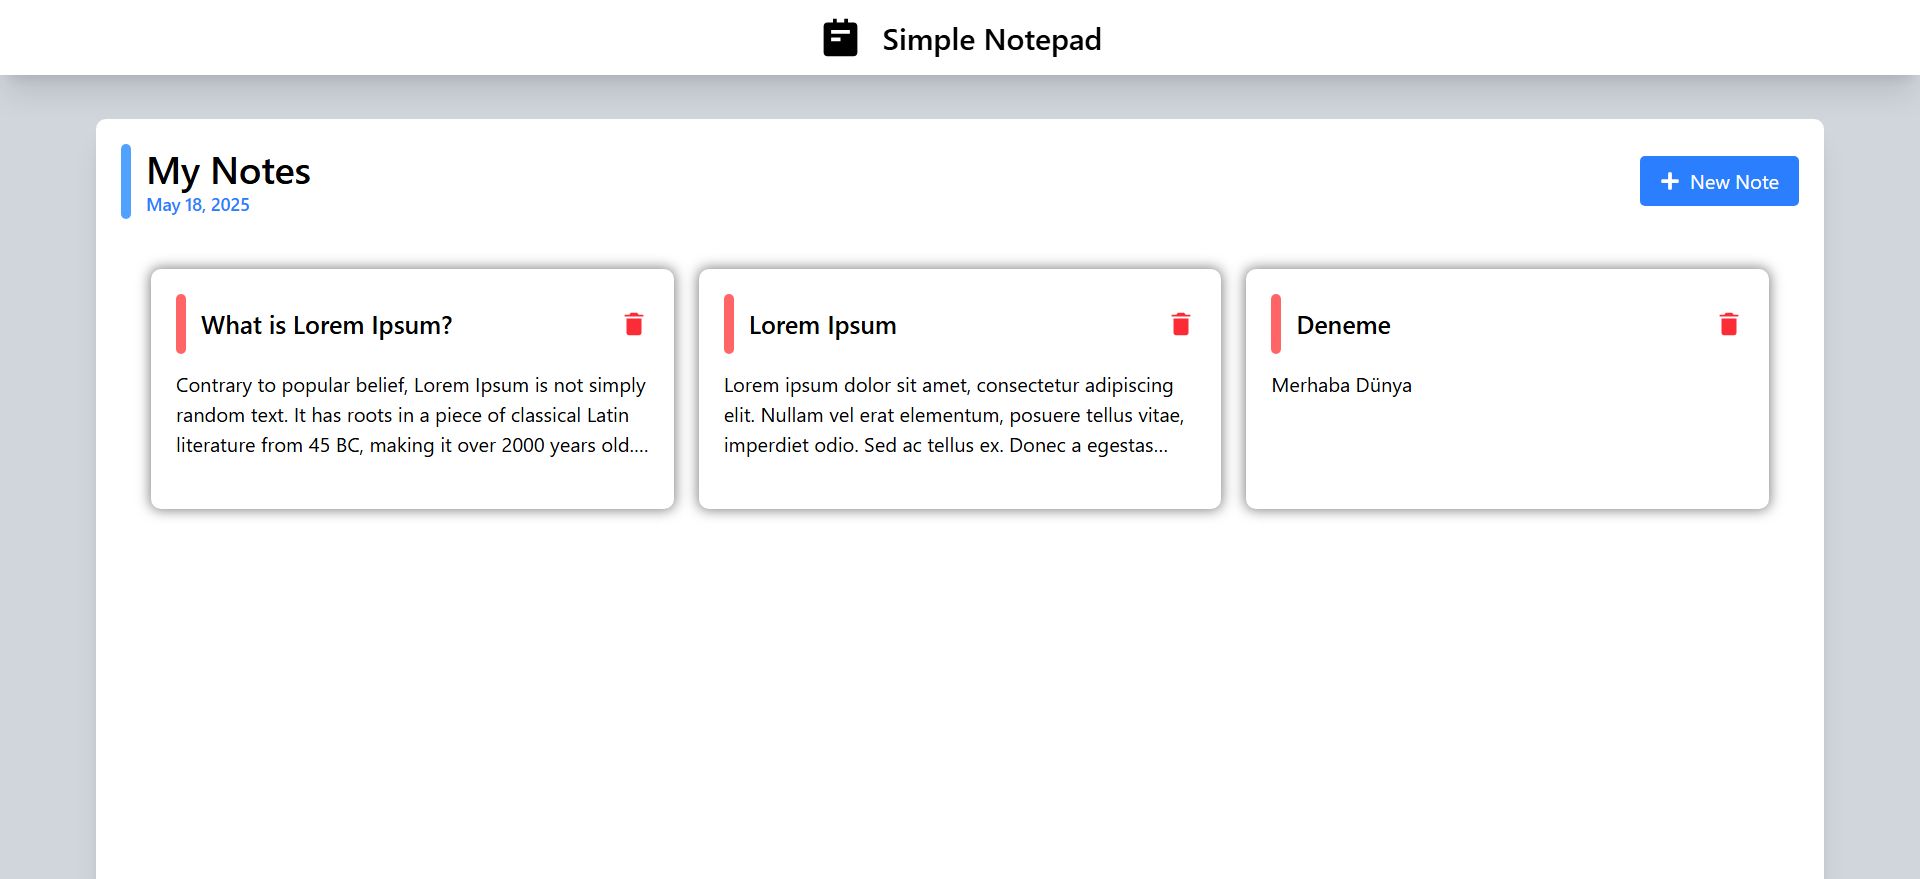 Simple Notepad
My Notes
May 18, 2025
New Note
What is Lorem Ipsum?
Contrary to popular belief, Lorem Ipsum is not simply
random text. It has roots in a piece of classical Latin
literature from 45 BC, making it over 2000 years old....
Lorem Ipsum
Lorem ipsum dolor sit amet, consectetur adipiscing
elit. Nullam vel erat elementum, posuere tellus vitae,
imperdiet odio. Sed ac tellus ex. Donec a egestas...
Deneme
Merhaba Dünya